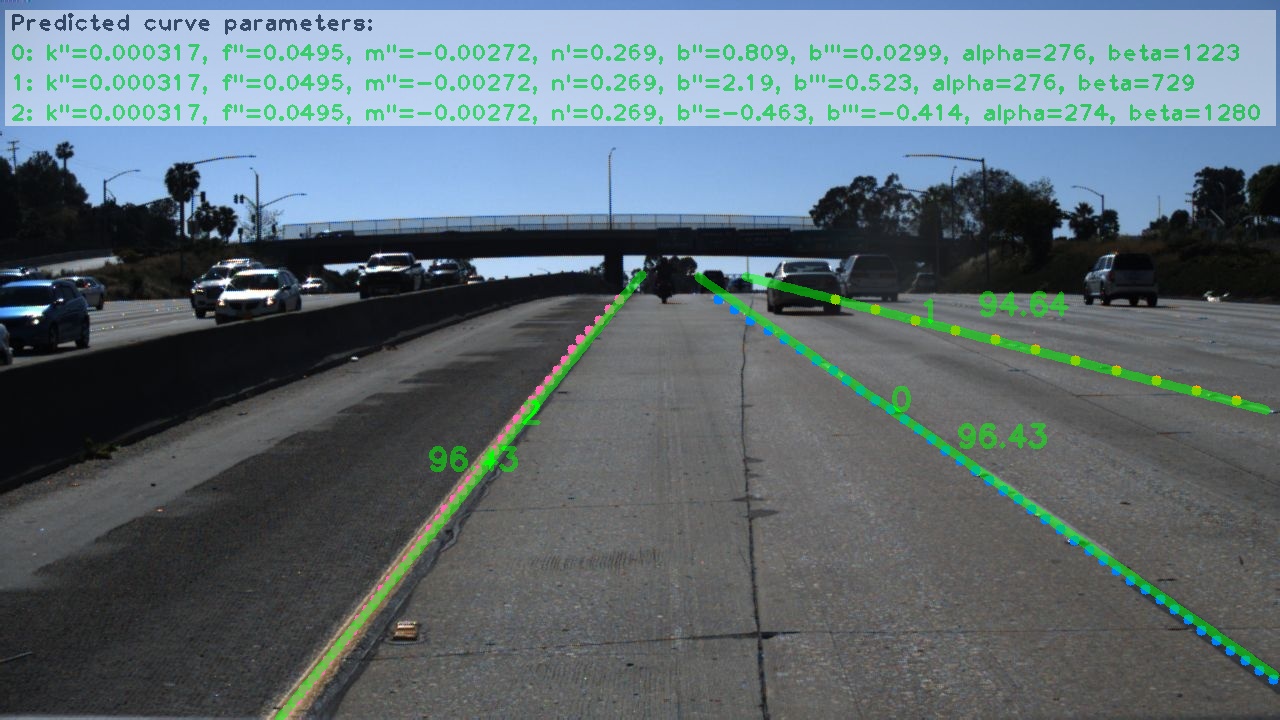 Predicted curve parameters:
0: k''=0.000317, f''=0.0495, m''=−0.00272, n'=0.269, b''=0.809, b'''=0.0299, alpha=276, beta=1223
1: k''=0.000317, f''=0.0495, m''=−0.00272, n'=0.269, b''=2.19, b'''=0.523, alpha=276, beta=729
2: k''=0.000317, f''=0.0495, m''=−0.00272, n'=0.269, b''=−0.463, b'''=−0.414, alpha=274, beta=1280
1 94.64
0
2
96.43
96.43